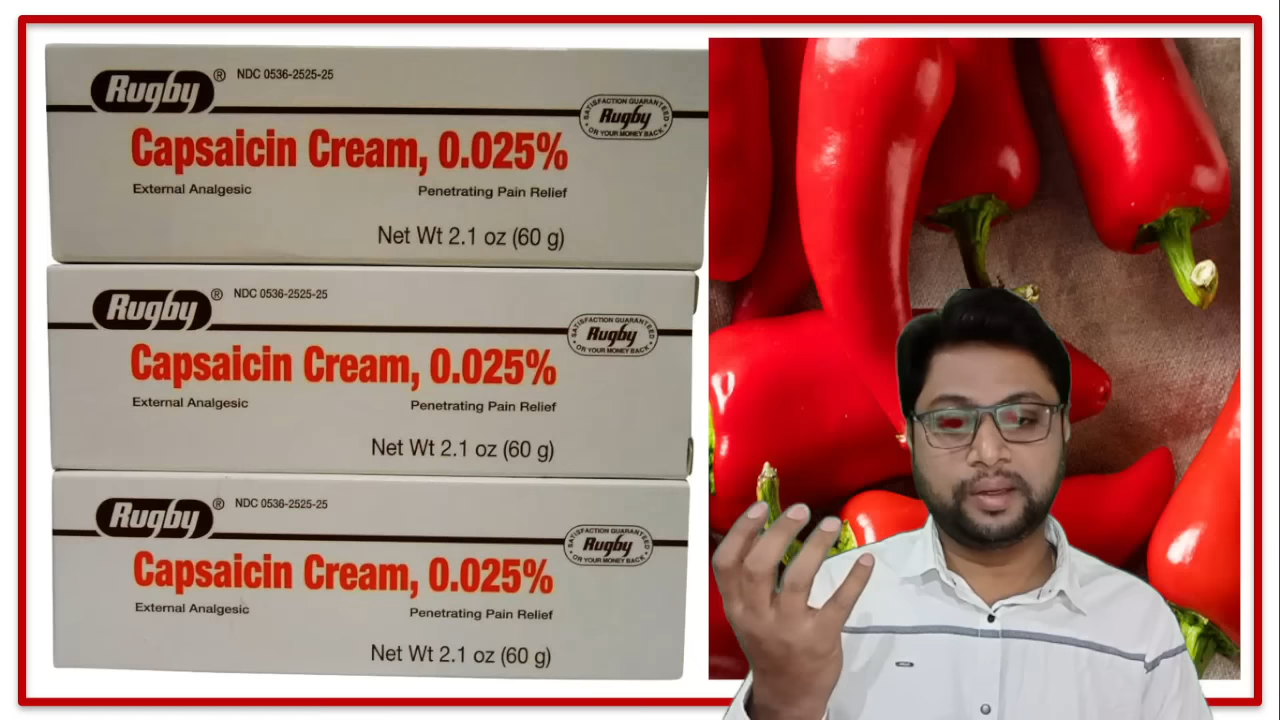 Rugby® NDC 0536-2525-25
SATISFACTION GUARANTEED
Rugby
OR YOUR MONEY BACK
Capsaicin Cream, 0.025%
External Analgesic Penetrating Pain Relief
Net Wt 2.1 oz (60 g)
Rugby® NDC 0536-2525-25
SATISFACTION GUARANTEED
Rugby
OR YOUR MONEY BACK
Capsaicin Cream, 0.025%
External Analgesic Penetrating Pain Relief
Net Wt 2.1 oz (60 g)
Rugby® NDC 0536-2525-25
SATISFACTION GUARANTEED
Rugby
OR YOUR MONEY BACK
Capsaicin Cream, 0.025%
External Analgesic Penetrating Pain Relief
Net Wt 2.1 oz (60 g)